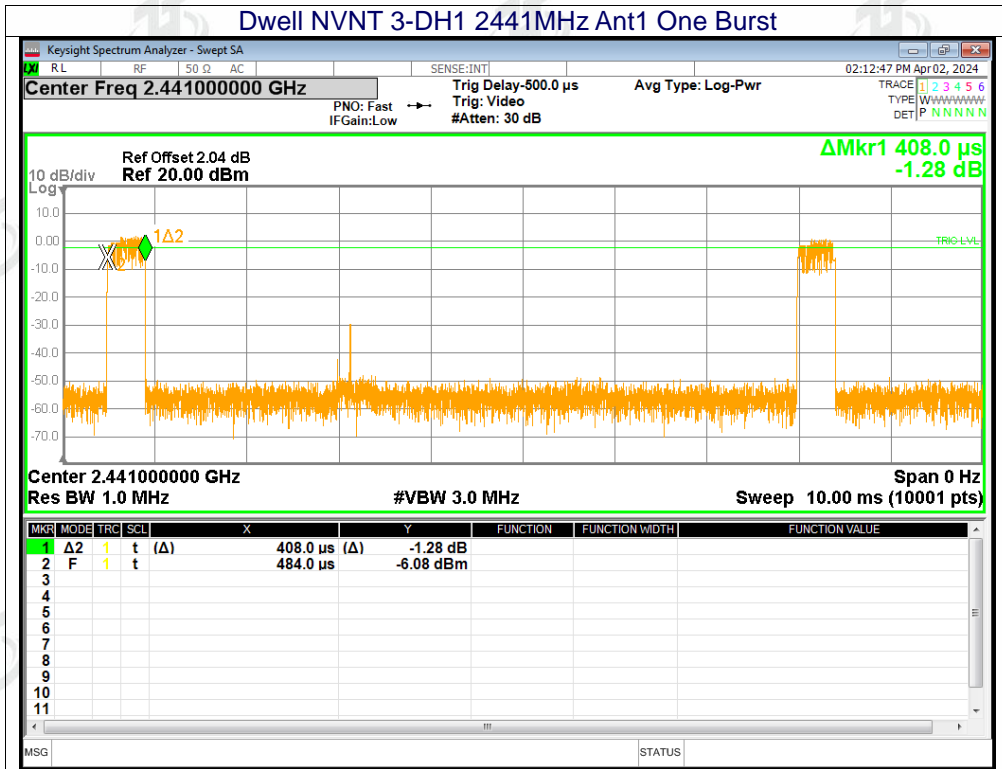 Dwell NVNT 3-DH1 2441MHz Ant1 One Burst
Keysight Spectrum Analyzer - Swept SA
LXI RL RF 50 Ω AC SENSE:INT 02:12:47 PM Apr 02, 2024
Center Freq 2.441000000 GHz Trig Delay-500.0 µs Avg Type: Log-Pwr TRACE 1 2 3 4 5 6
PNO: Fast Trig: Video TYPE WWWWWWW
IFGain:Low #Atten: 30 dB DET P N N N N N
ΔMkr1 408.0 µs
-1.28 dB
Ref Offset 2.04 dB
10 dB/div Ref 20.00 dBm
Log
10.0
0.00
-10.0
-20.0
-30.0
-40.0
-50.0
-60.0
-70.0
1Δ2
2
TRIG LVL
Center 2.441000000 GHz Span 0 Hz
Res BW 1.0 MHz #VBW 3.0 MHz Sweep 10.00 ms (10001 pts)
MKR MODE TRC SCL X Y FUNCTION FUNCTION WIDTH FUNCTION VALUE
1 Δ2 1 t (Δ) 408.0 µs (Δ) -1.28 dB
2 F 1 t 484.0 µs -6.08 dBm
3
4
5
6
7
8
9
10
11
MSG STATUS